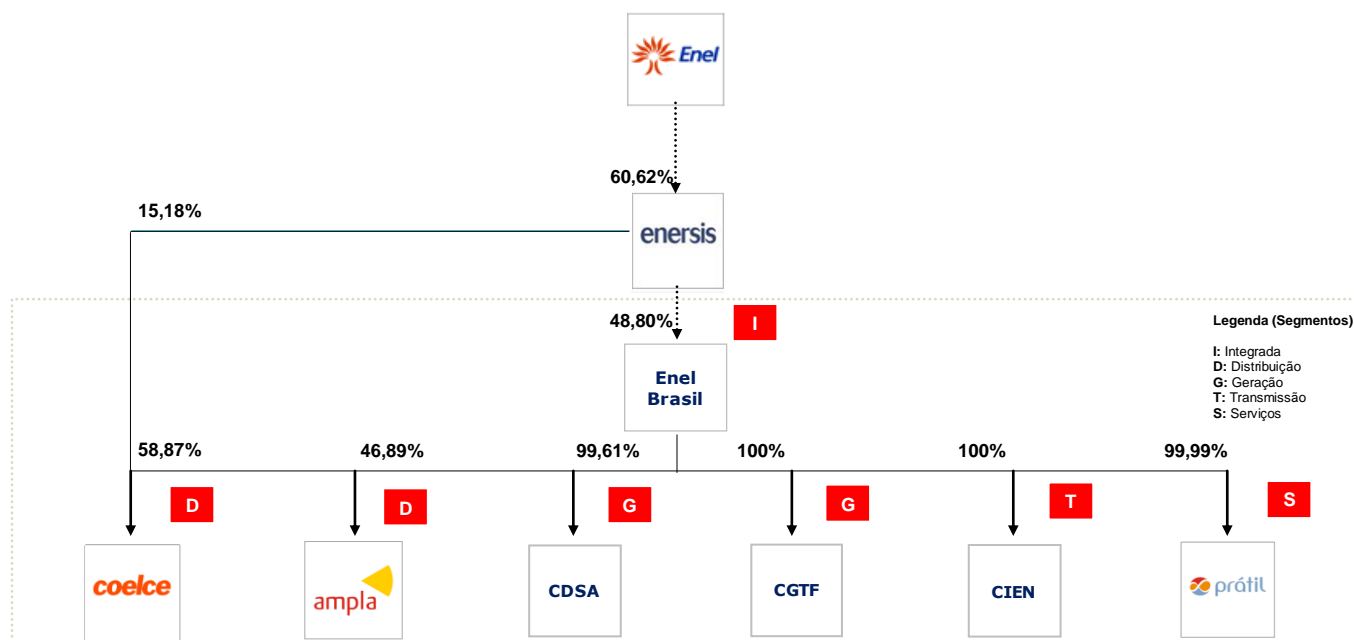 Enel
60,62%
15,18%
enersis
48,80%
I
Legenda (Segmentos)
I: Integrada
D: Distribuição
G: Geração
T: Transmissão
S: Serviços
Enel
Brasil
58,87%
46,89%
99,61%
100%
100%
99,99%
D
D
G
G
T
S
coelce
ampla
CDSA
CGTF
CIEN
prátil